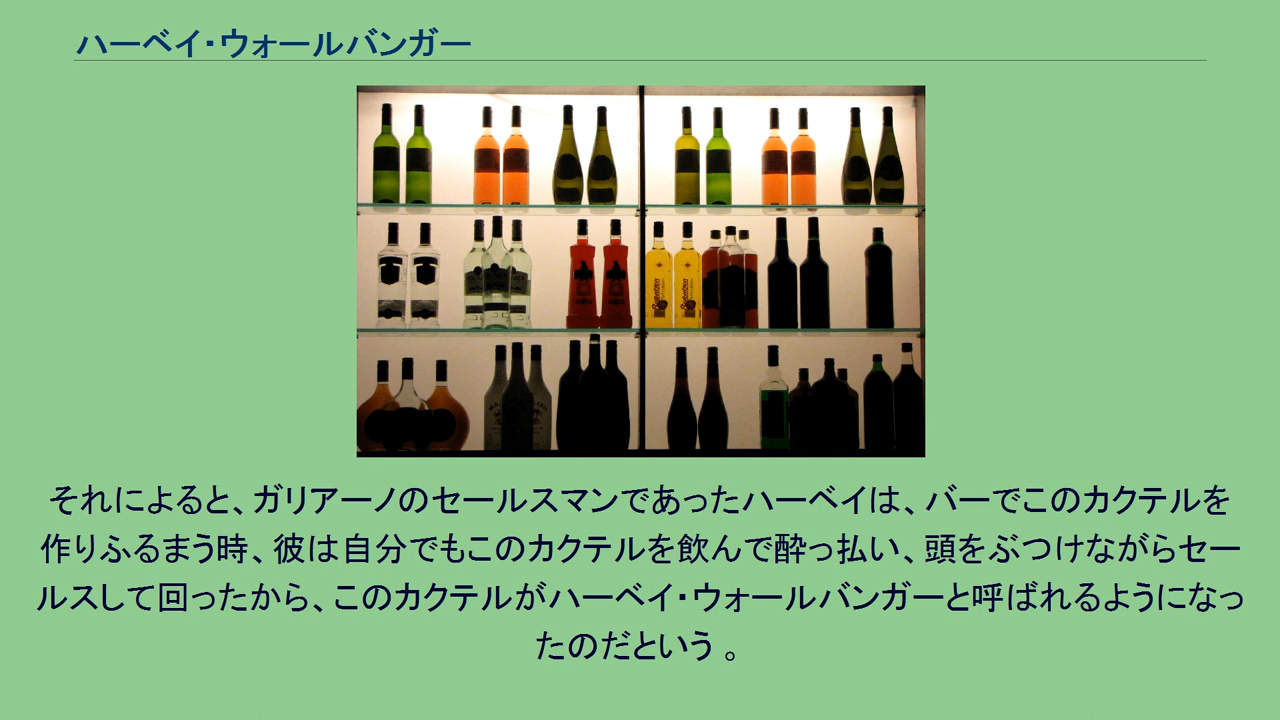 ハーベイ・ウォールバンガー
それによると、ガリアーノのセールスマンであったハーベイは、バーでこのカクテルを
作りふるまう時、彼は自分でもこのカクテルを飲んで酔っ払い、頭をぶつけながらセー
ルスして回ったから、このカクテルがハーベイ・ウォールバンガーと呼ばれるようになっ
たのだという 。